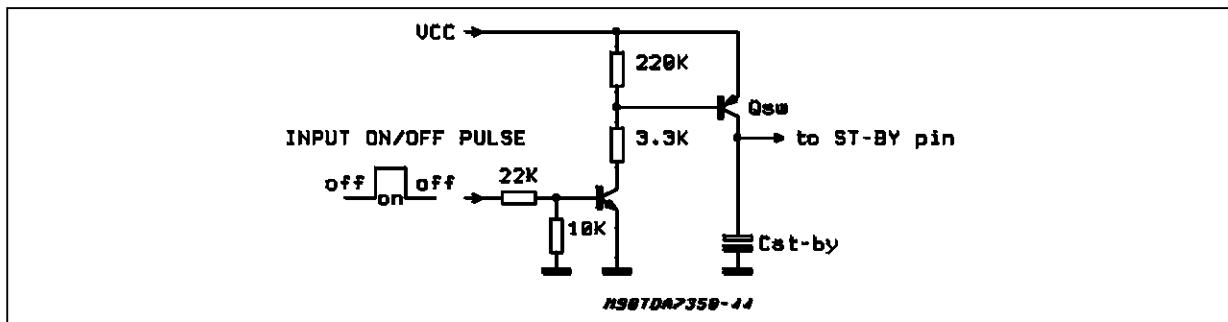 VCC
220K
Qsw
INPUT ON/OFF PULSE
3.3K
to ST-BY pin
off on off
22K
10K
Cst-by
M90TDA7350-44